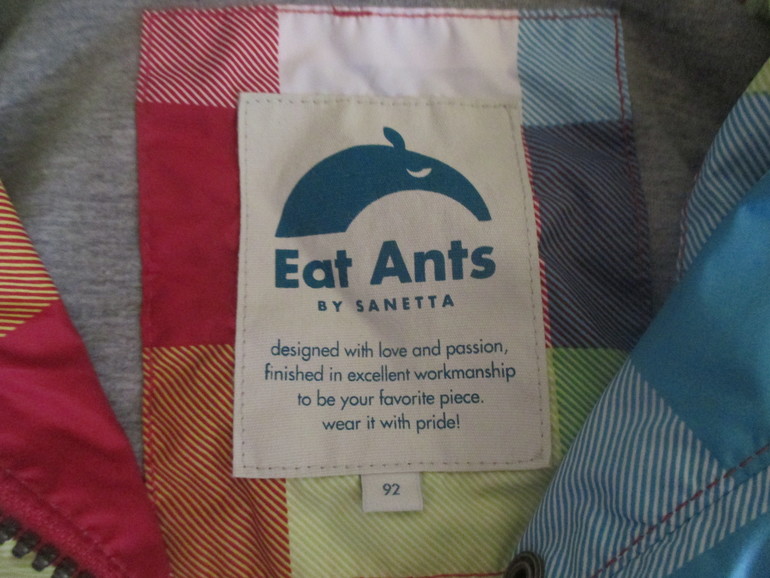 Eat Ants
BY SANETTA
designed with love and passion,
finished in excellent workmanship
to be your favorite piece.
wear it with pride!
92